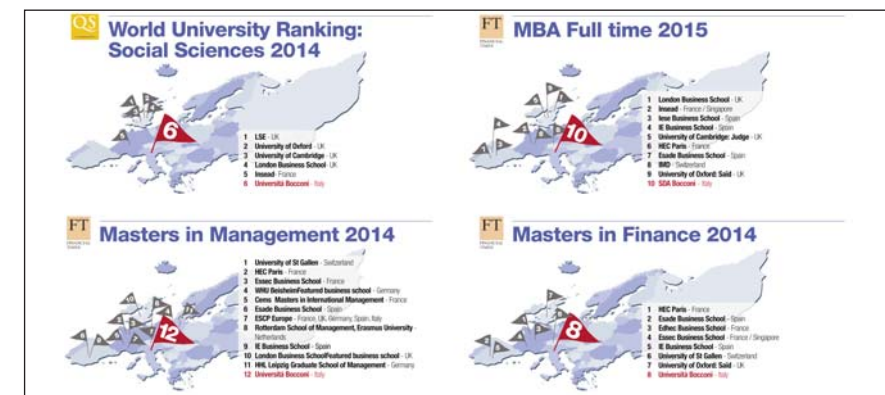 QS
World University Ranking:
Social Sciences 2014
6
1 LSE - UK
2 University of Oxford - UK
3 University of Cambridge - UK
4 London Business School - UK
5 Insead - France
6 Università Bocconi - Italy
FT
MBA Full time 2015
10
1 London Business School - UK
2 Insead - France / Singapore
3 Iese Business School - Spain
4 IE Business School - Spain
5 University of Cambridge: Judge - UK
6 HEC Paris - France
7 Esade Business School - Spain
8 IMD - Switzerland
9 University of Oxford: Saïd - UK
10 SDA Bocconi - Italy
FT
Masters in Management 2014
12
1 University of St Gallen - Switzerland
2 HEC Paris - France
3 Essec Business School - France
4 WHU BeisheimFeatured business school - Germany
5 Cems Masters in International Management - France
6 Esade Business School - Spain
7 ESCP Europe - France, UK, Germany, Spain, Italy
8 Rotterdam School of Management, Erasmus University -
Netherlands
9 IE Business School - Spain
10 London Business SchoolFeatured business school - UK
11 HHL Leipzig Graduate School of Management - Germany
12 Università Bocconi - Italy
FT
Masters in Finance 2014
8
1 HEC Paris - France
2 Esade Business School - Spain
3 Edhec Business School - France
4 Essec Business School - France / Singapore
5 IE Business School - Spain
6 University of St Gallen - Switzerland
7 University of Oxford: Saïd - UK
8 Università Bocconi - Italy